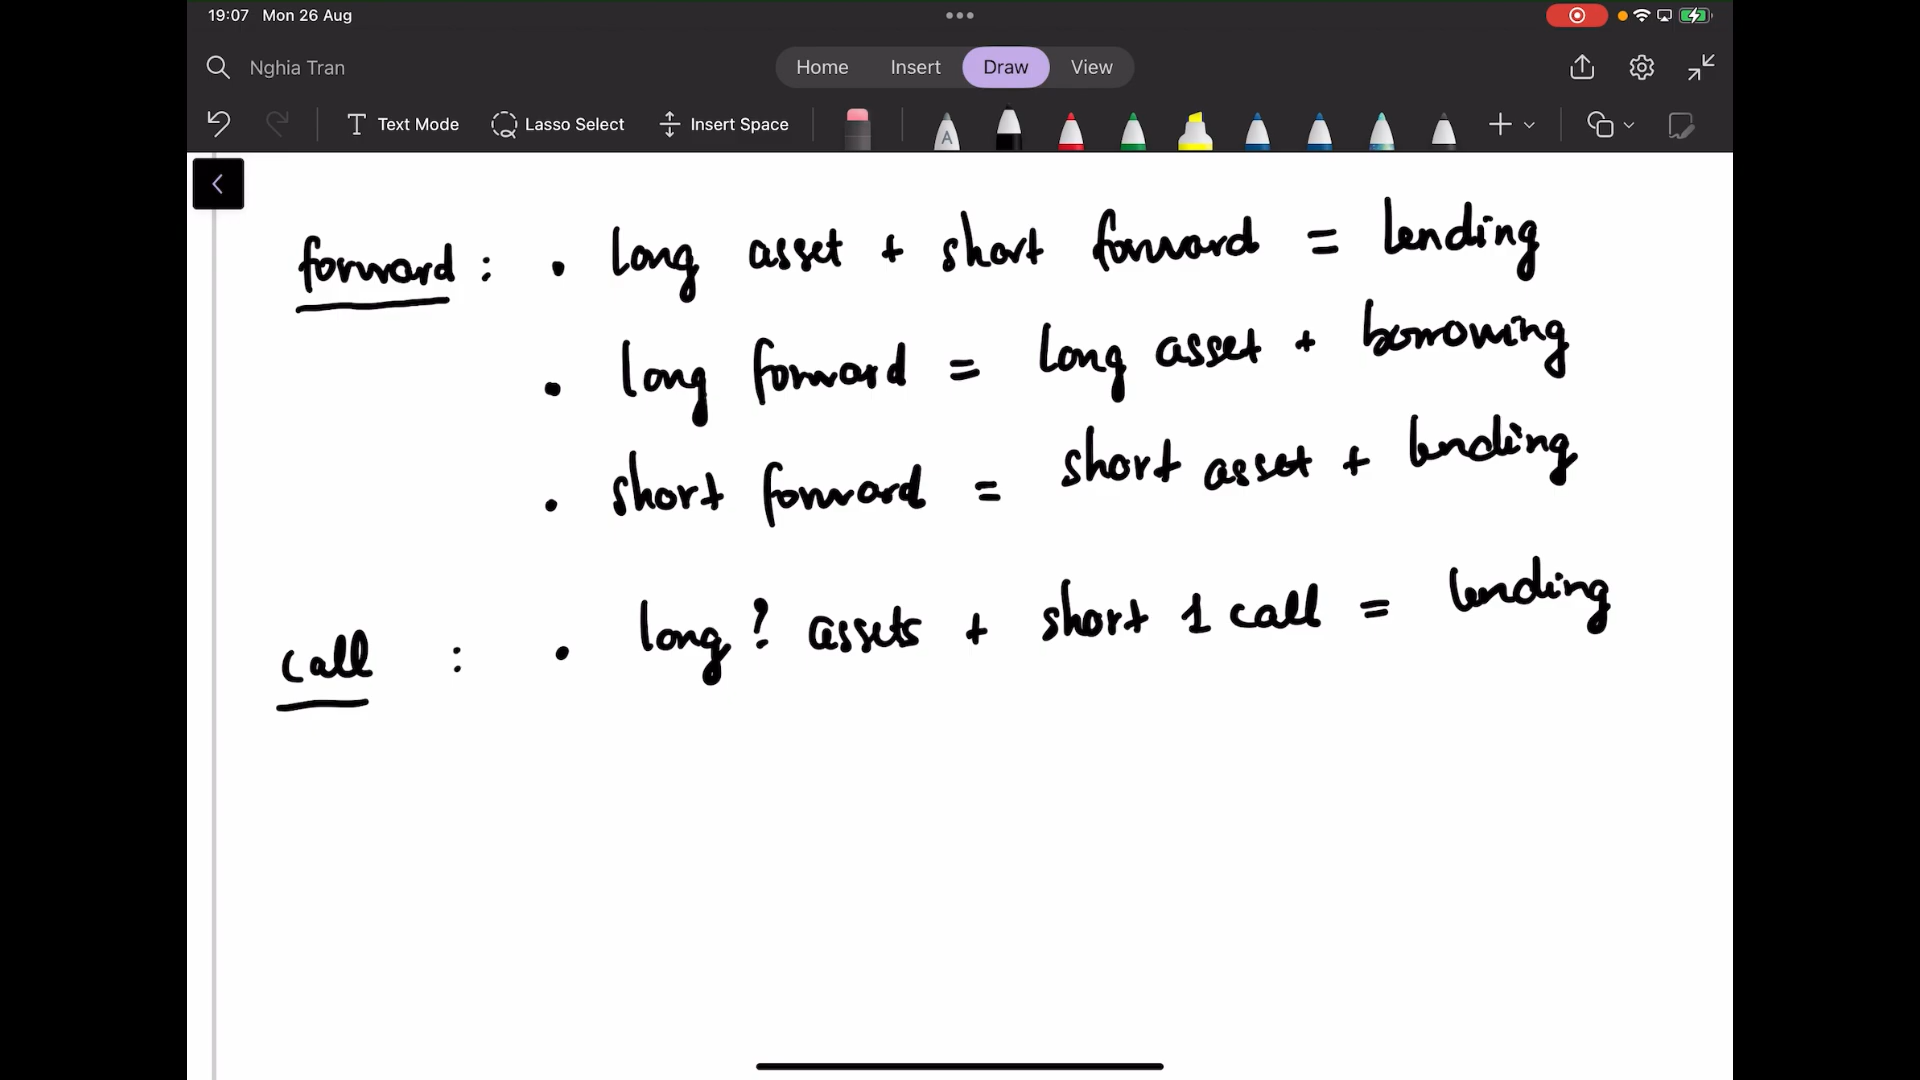 19:07 Mon 26 Aug
Nghia Tran Home Insert Draw View
Text Mode Lasso Select Insert Space A
forward : • long asset + short forward = lending
• long forward = long asset + borrowing
• short forward = short asset + lending
call : • long ? assets + short 1 call = lending